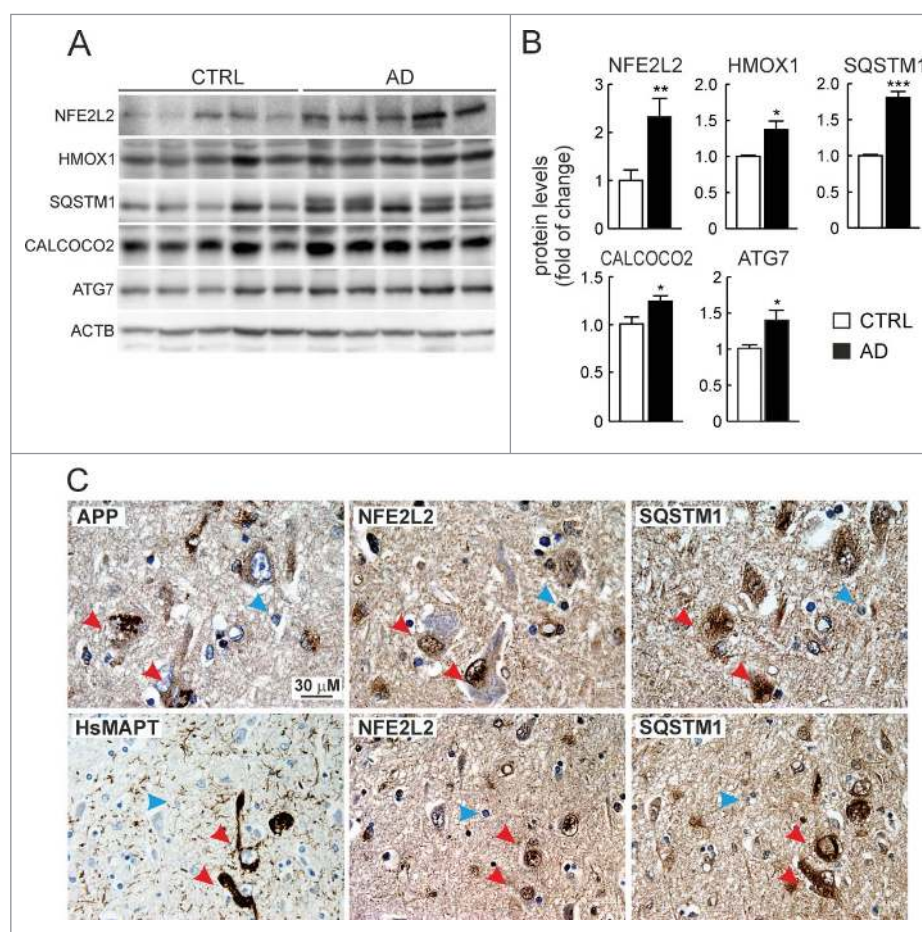 A
CTRL AD
NFE2L2
HMOX1
SQSTM1
CALCOCO2
ATG7
ACTB
B
protein levels
(fold of change)
NFE2L2
3
2
1
0
**
HMOX1
2.0
1.5
1.0
0.5
0
*
SQSTM1
2.0
1.5
1.0
0.5
0
***
CALCOCO2
1.5
1.0
0.5
0
*
ATG7
2
1.5
1
0.5
0
*
CTRL
AD
C
APP NFE2L2 SQSTM1
30 µM
HsMAPT NFE2L2 SQSTM1